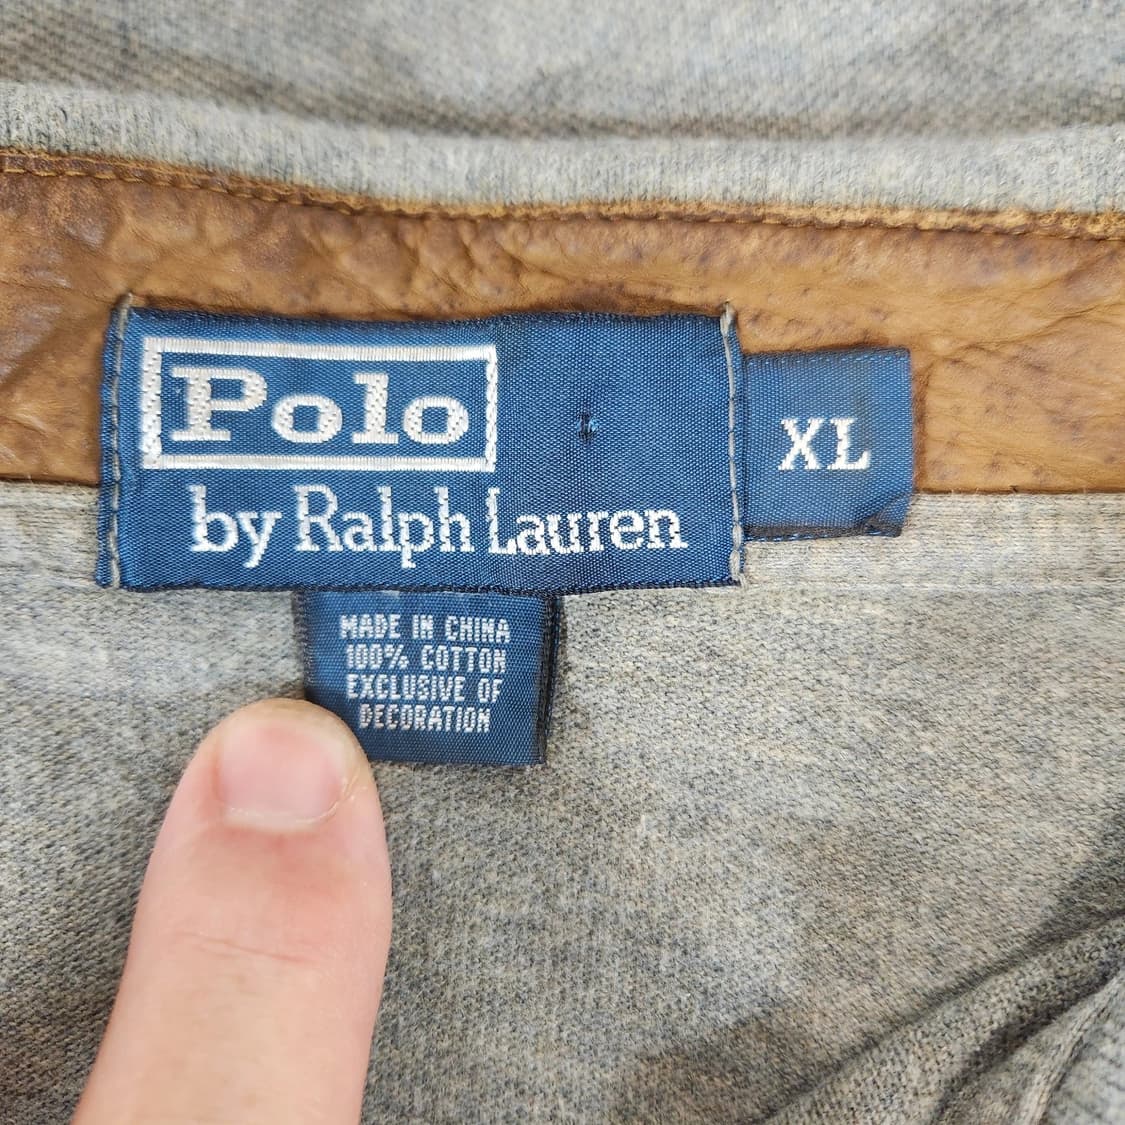 Polo
by Ralph Lauren
XL
MADE IN CHINA
100% COTTON
EXCLUSIVE OF
DECORATION